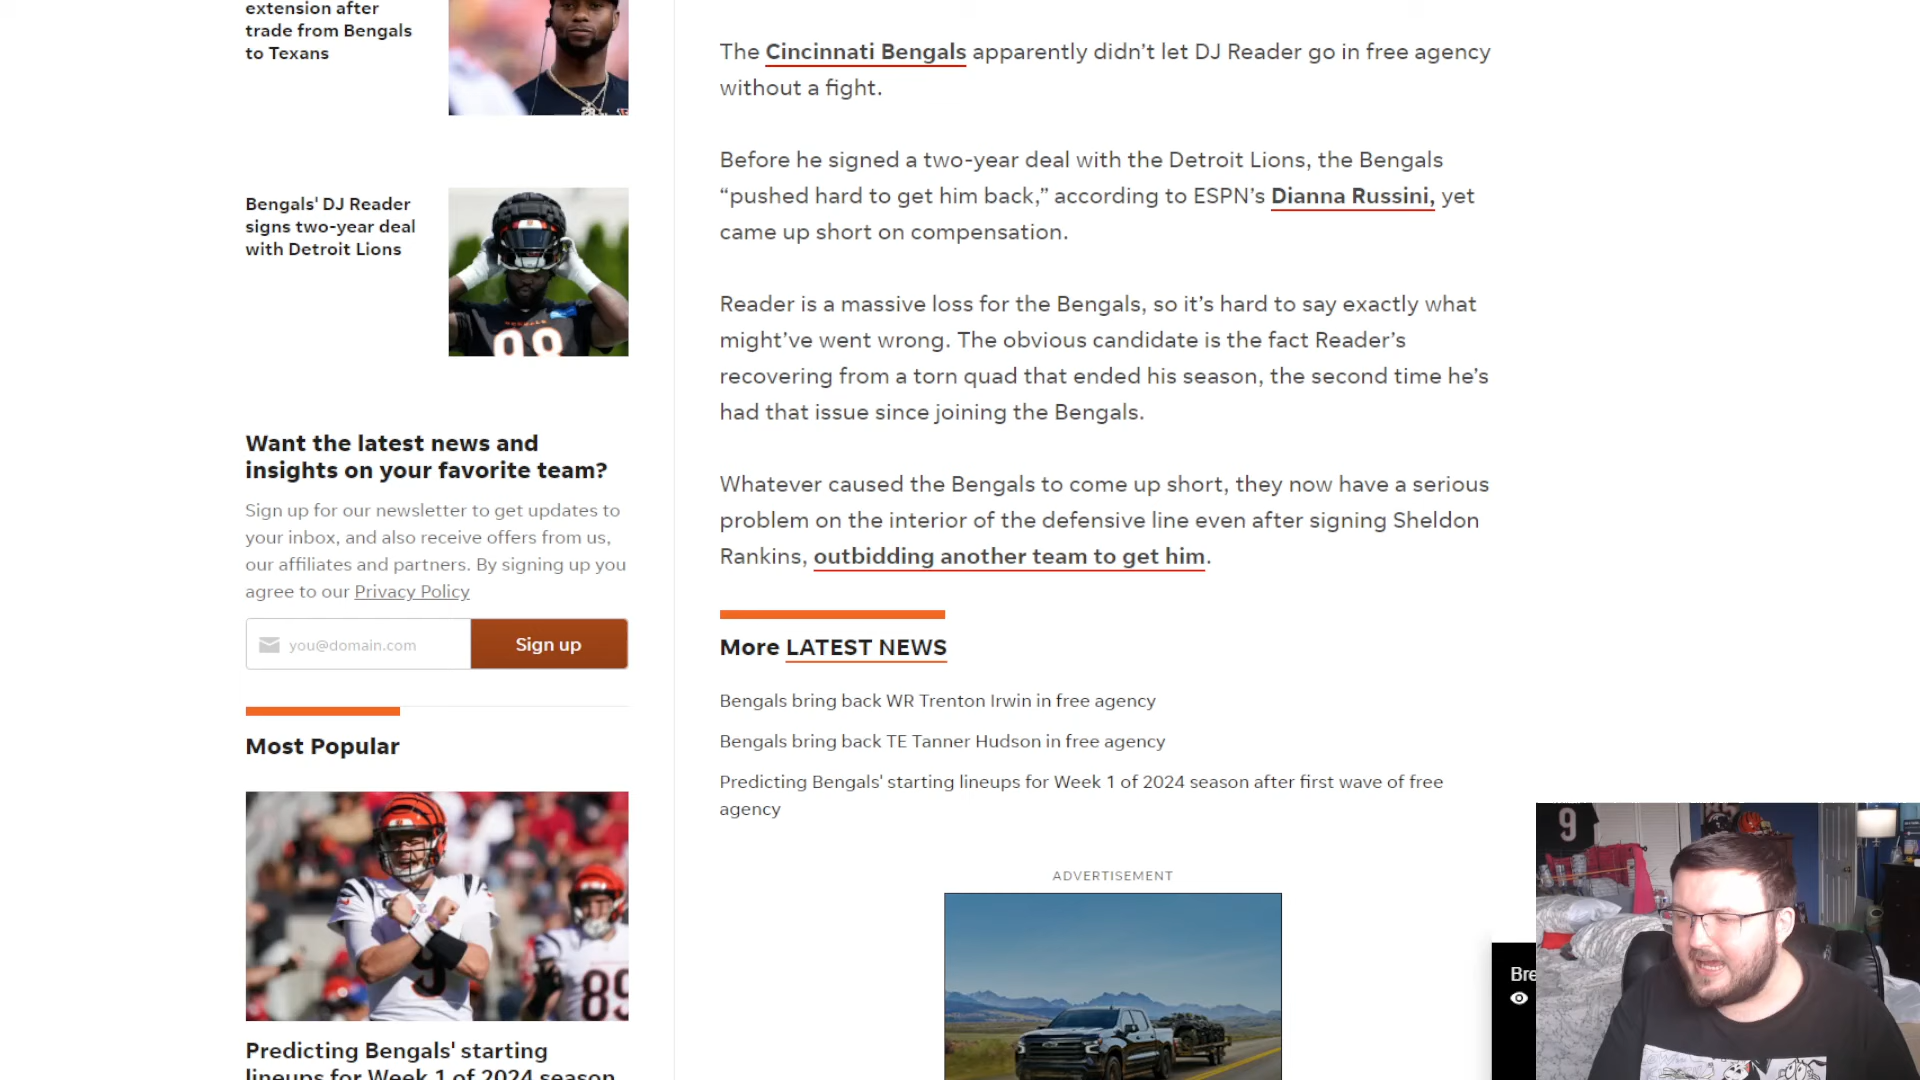 extension after
trade from Bengals
to Texans
Bengals' DJ Reader
signs two-year deal
with Detroit Lions
98
Want the latest news and
insights on your favorite team?
Sign up for our newsletter to get updates to
your inbox, and also receive offers from us,
our affiliates and partners. By signing up you
agree to our Privacy Policy
you@domain.com
Sign up
Most Popular
9
89
Predicting Bengals' starting
lineups for Week 1 of 2024 season
The Cincinnati Bengals apparently didn’t let DJ Reader go in free agency
without a fight.
Before he signed a two-year deal with the Detroit Lions, the Bengals
“pushed hard to get him back,” according to ESPN’s Dianna Russini, yet
came up short on compensation.
Reader is a massive loss for the Bengals, so it’s hard to say exactly what
might’ve went wrong. The obvious candidate is the fact Reader’s
recovering from a torn quad that ended his season, the second time he’s
had that issue since joining the Bengals.
Whatever caused the Bengals to come up short, they now have a serious
problem on the interior of the defensive line even after signing Sheldon
Rankins, outbidding another team to get him.
More LATEST NEWS
Bengals bring back WR Trenton Irwin in free agency
Bengals bring back TE Tanner Hudson in free agency
Predicting Bengals' starting lineups for Week 1 of 2024 season after first wave of free
agency
ADVERTISEMENT
Bre
9